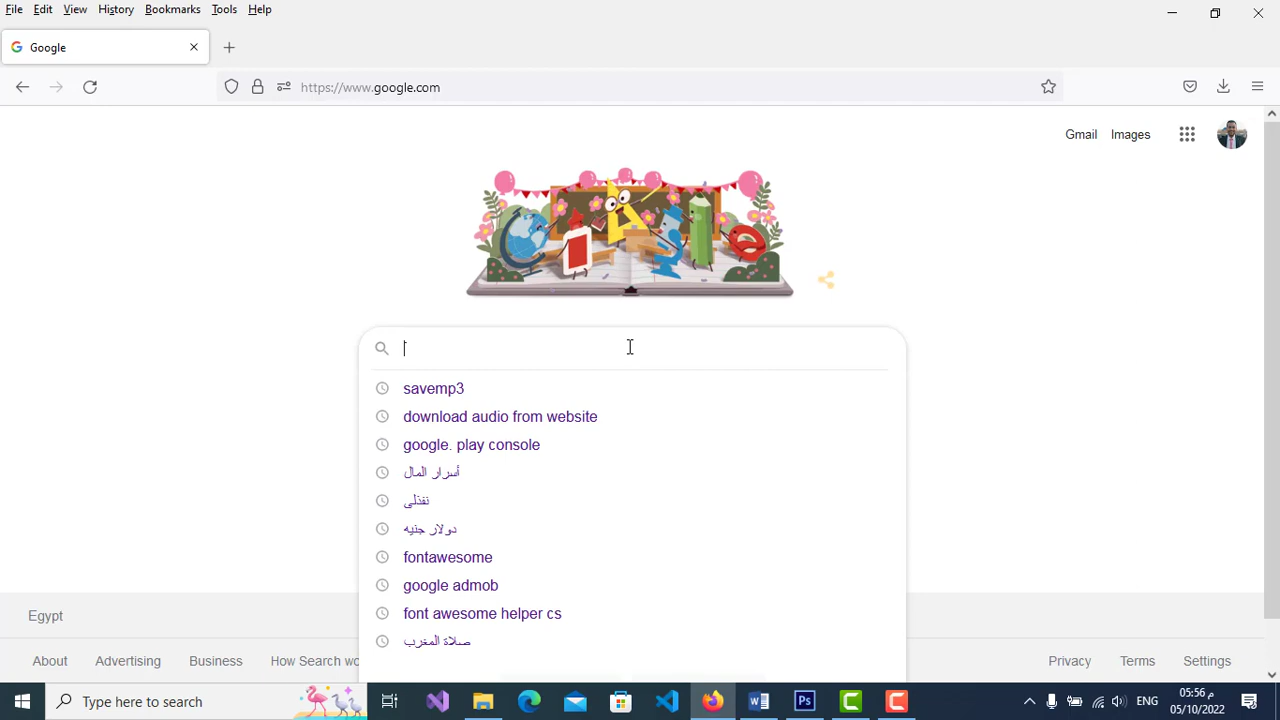 File Edit View History Bookmarks Tools Help
Google
https://www.google.com
Gmail Images
savemp3
download audio from website
google. play console
أسرار المال
نفذلى
دولار جنيه
fontawesome
google admob
font awesome helper cs
صلاة المغرب
Egypt
About Advertising Business How Search wo
Privacy Terms Settings
Type here to search
ENG
05:56 م
05/10/2022